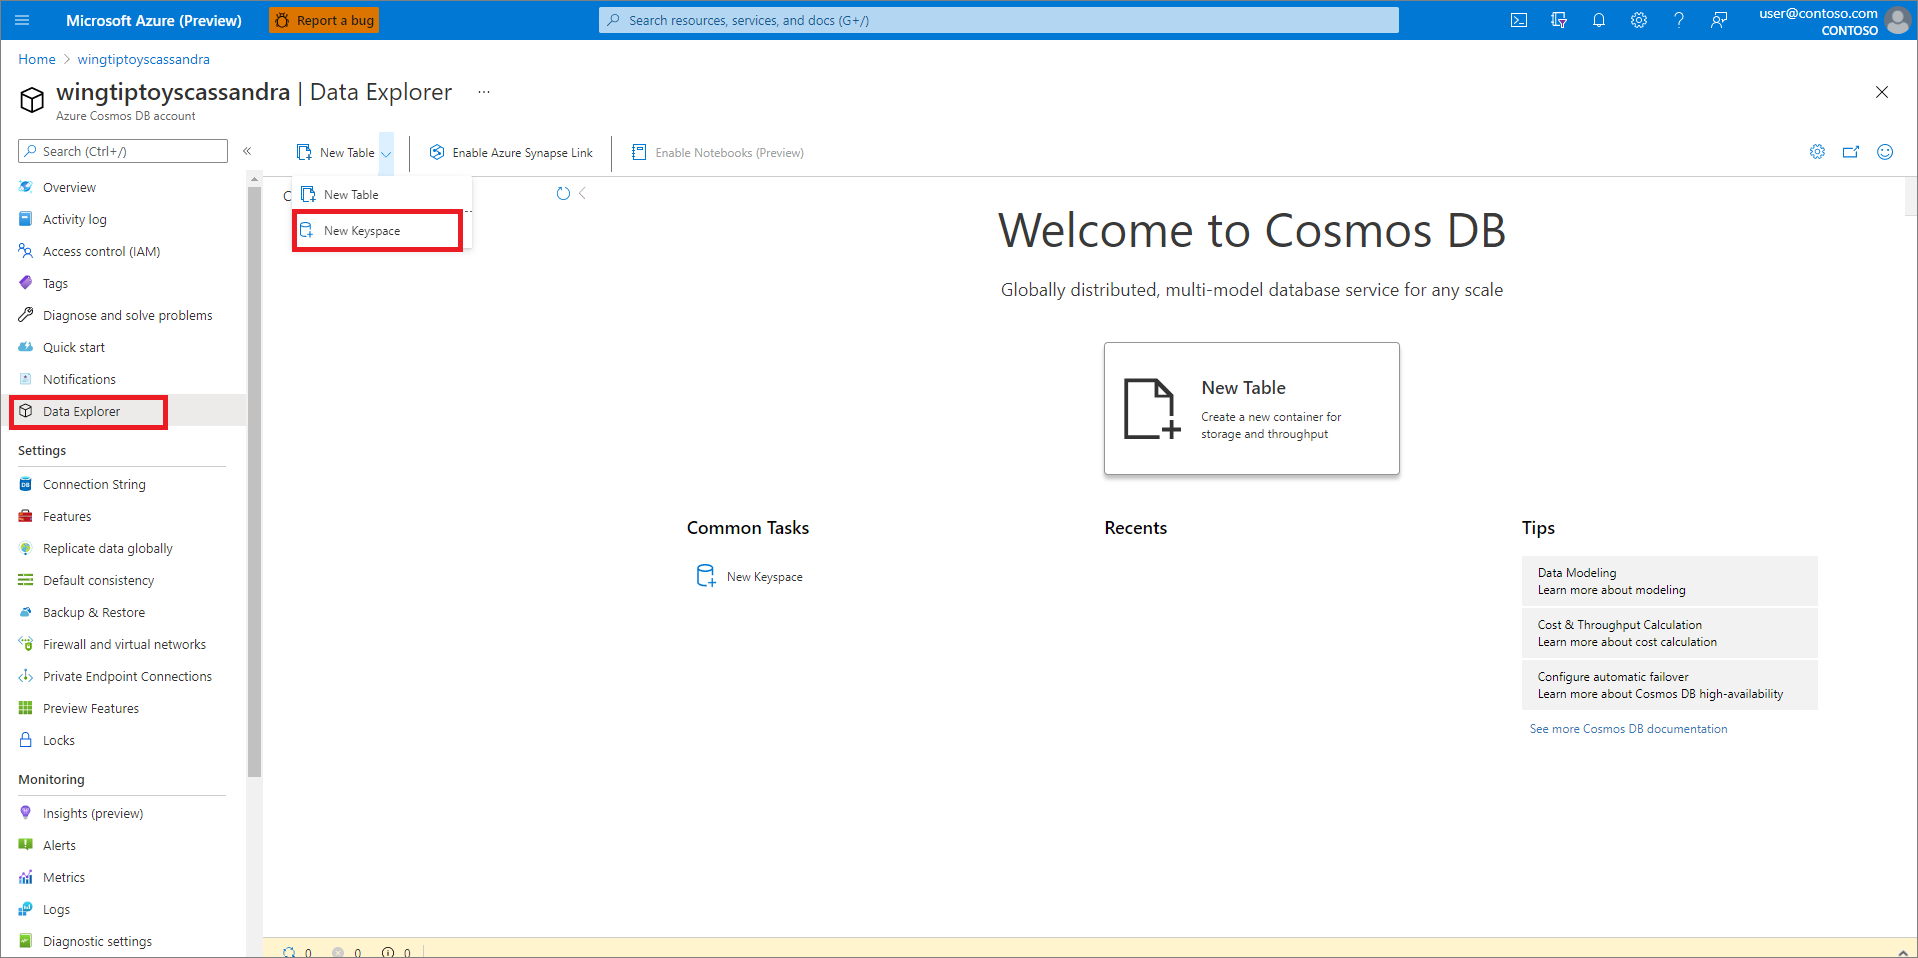 Microsoft Azure (Preview)
Report a bug
Search resources, services, and docs (G+/)
user@contoso.com
CONTOSO
Home > wingtiptoyscassandra
wingtiptoyscassandra | Data Explorer ...
Azure Cosmos DB account
Search (Ctrl+/)
Overview
Activity log
Access control (IAM)
Tags
Diagnose and solve problems
Quick start
Notifications
Data Explorer
Settings
Connection String
Features
Replicate data globally
Default consistency
Backup & Restore
Firewall and virtual networks
Private Endpoint Connections
Preview Features
Locks
Monitoring
Insights (preview)
Alerts
Metrics
Logs
Diagnostic settings
New Table
Enable Azure Synapse Link
Enable Notebooks (Preview)
New Table
New Keyspace
Welcome to Cosmos DB
Globally distributed, multi-model database service for any scale
New Table
Create a new container for
storage and throughput
Common Tasks
New Keyspace
Recents
Tips
Data Modeling
Learn more about modeling
Cost & Throughput Calculation
Learn more about cost calculation
Configure automatic failover
Learn more about Cosmos DB high-availability
See more Cosmos DB documentation
0 0 0